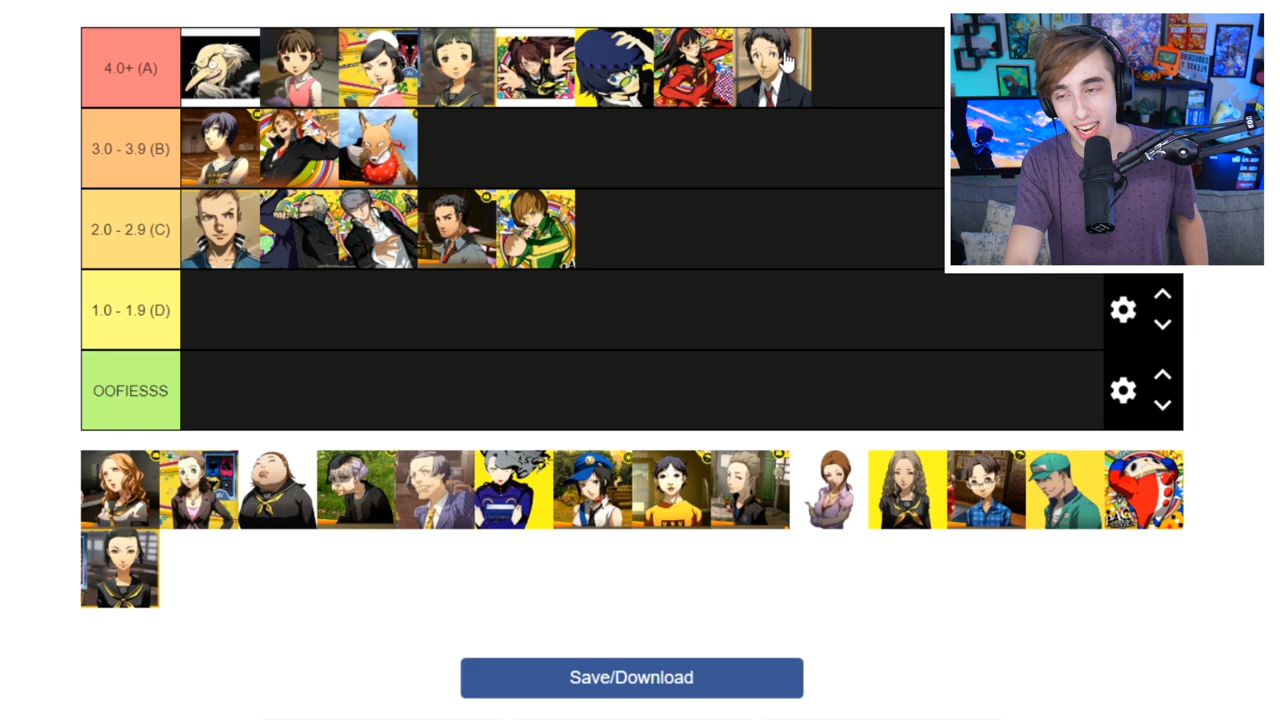 4.0+ (A)
3.0 - 3.9 (B)
2.0 - 2.9 (C)
1.0 - 1.9 (D)
OOFIESSS
Save/Download